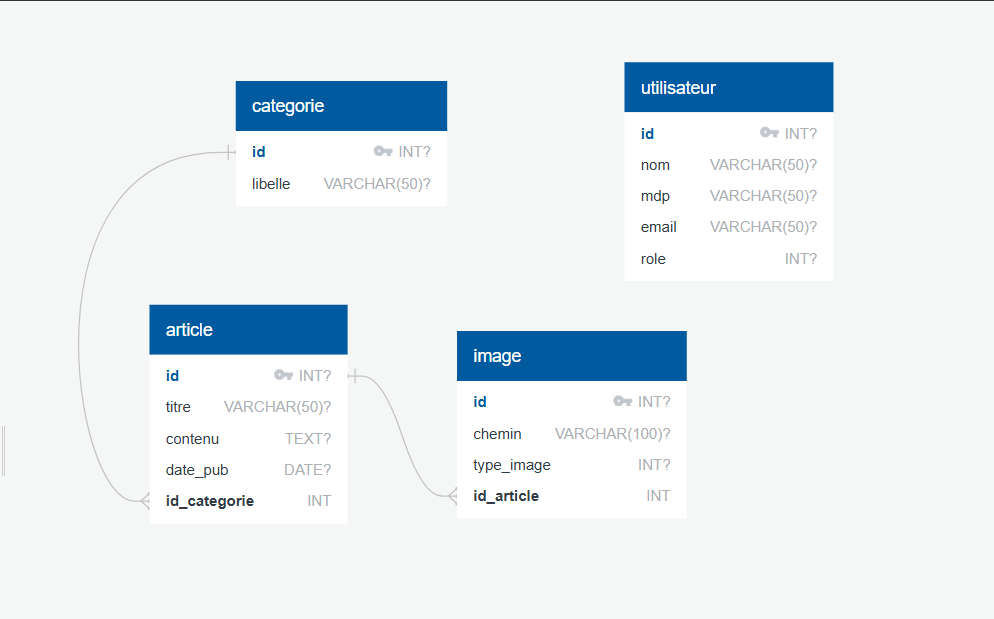 categorie
id INT?
libelle VARCHAR(50)?
utilisateur
id INT?
nom VARCHAR(50)?
mdp VARCHAR(50)?
email VARCHAR(50)?
role INT?
article
id INT?
titre VARCHAR(50)?
contenu TEXT?
date_pub DATE?
id_categorie INT
image
id INT?
chemin VARCHAR(100)?
type_image INT?
id_article INT